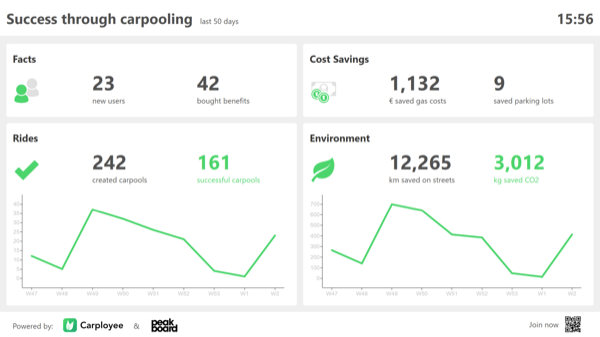 Success through carpooling last 50 days 15:56
Facts
23
new users
42
bought benefits
Cost Savings
1,132
€ saved gas costs
9
saved parking lots
Rides
242
created carpools
161
successful carpools
40
35
30
25
20
15
10
5
0
W47 W48 W49 W50 W51 W52 W53 W1 W2
Environment
12,265
km saved on streets
3,012
kg saved CO2
700
600
500
400
300
200
100
0
W47 W48 W49 W50 W51 W52 W53 W1 W2
Powered by: Carployee & peakboard
Join now